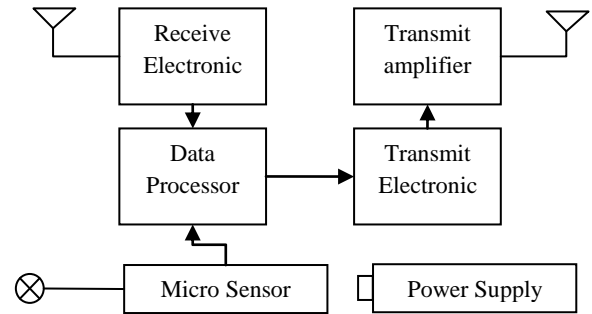 Receive
Electronic
Transmit
amplifier
Data
Processor
Transmit
Electronic
Micro Sensor
Power Supply